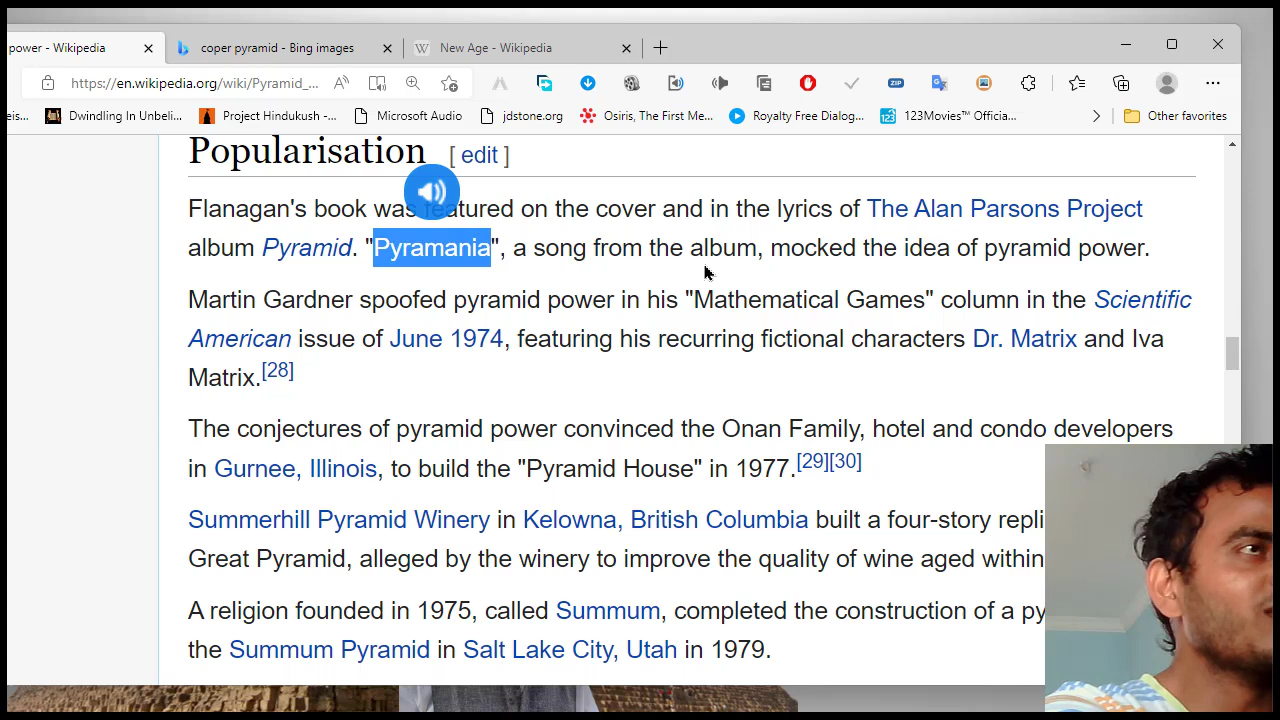 power - Wikipedia
coper pyramid - Bing images
New Age - Wikipedia
https://en.wikipedia.org/wiki/Pyramid_...
eis...
Dwindling In Unbeli...
Project Hindukush -...
Microsoft Audio
jdstone.org
Osiris, The First Me...
Royalty Free Dialog...
123Movies™ Officia...
Other favorites
Popularisation [ edit ]
Flanagan's book was featured on the cover and in the lyrics of The Alan Parsons Project
album Pyramid. "Pyramania", a song from the album, mocked the idea of pyramid power.
Martin Gardner spoofed pyramid power in his "Mathematical Games" column in the Scientific
American issue of June 1974, featuring his recurring fictional characters Dr. Matrix and Iva
Matrix.[28]
The conjectures of pyramid power convinced the Onan Family, hotel and condo developers
in Gurnee, Illinois, to build the "Pyramid House" in 1977.[29][30]
Summerhill Pyramid Winery in Kelowna, British Columbia built a four-story repli
Great Pyramid, alleged by the winery to improve the quality of wine aged within
A religion founded in 1975, called Summum, completed the construction of a py
the Summum Pyramid in Salt Lake City, Utah in 1979.